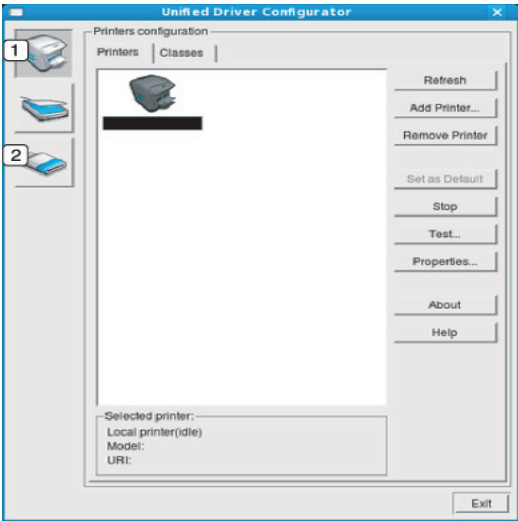 Unified Driver Configurator
1
2
Printers configuration
Printers
Classes
Refresh
Add Printer...
Remove Printer
Set as Default
Stop
Test...
Properties...
About
Help
Selected printer:
Local printer(idle)
Model:
URI:
Exit